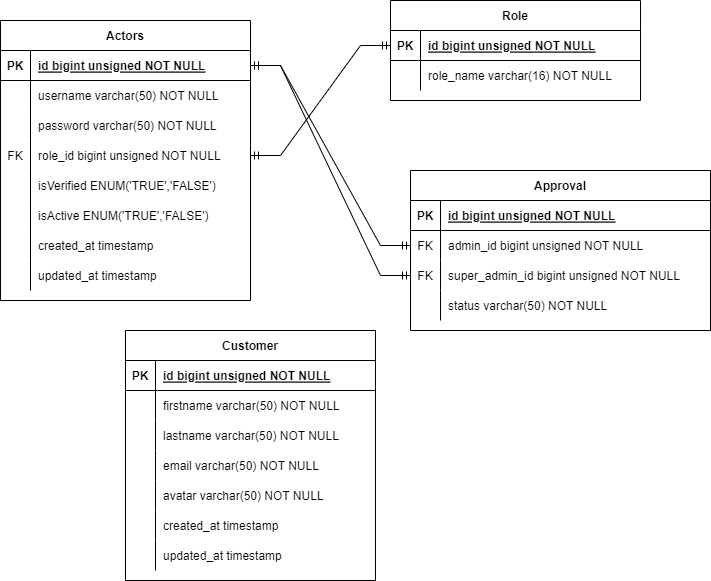 Actors
PK id bigint unsigned NOT NULL
username varchar(50) NOT NULL
password varchar(50) NOT NULL
FK role_id bigint unsigned NOT NULL
isVerified ENUM('TRUE','FALSE')
isActive ENUM('TRUE','FALSE')
created_at timestamp
updated_at timestamp
Role
PK id bigint unsigned NOT NULL
role_name varchar(16) NOT NULL
Approval
PK id bigint unsigned NOT NULL
FK admin_id bigint unsigned NOT NULL
FK super_admin_id bigint unsigned NOT NULL
status varchar(50) NOT NULL
Customer
PK id bigint unsigned NOT NULL
firstname varchar(50) NOT NULL
lastname varchar(50) NOT NULL
email varchar(50) NOT NULL
avatar varchar(50) NOT NULL
created_at timestamp
updated_at timestamp